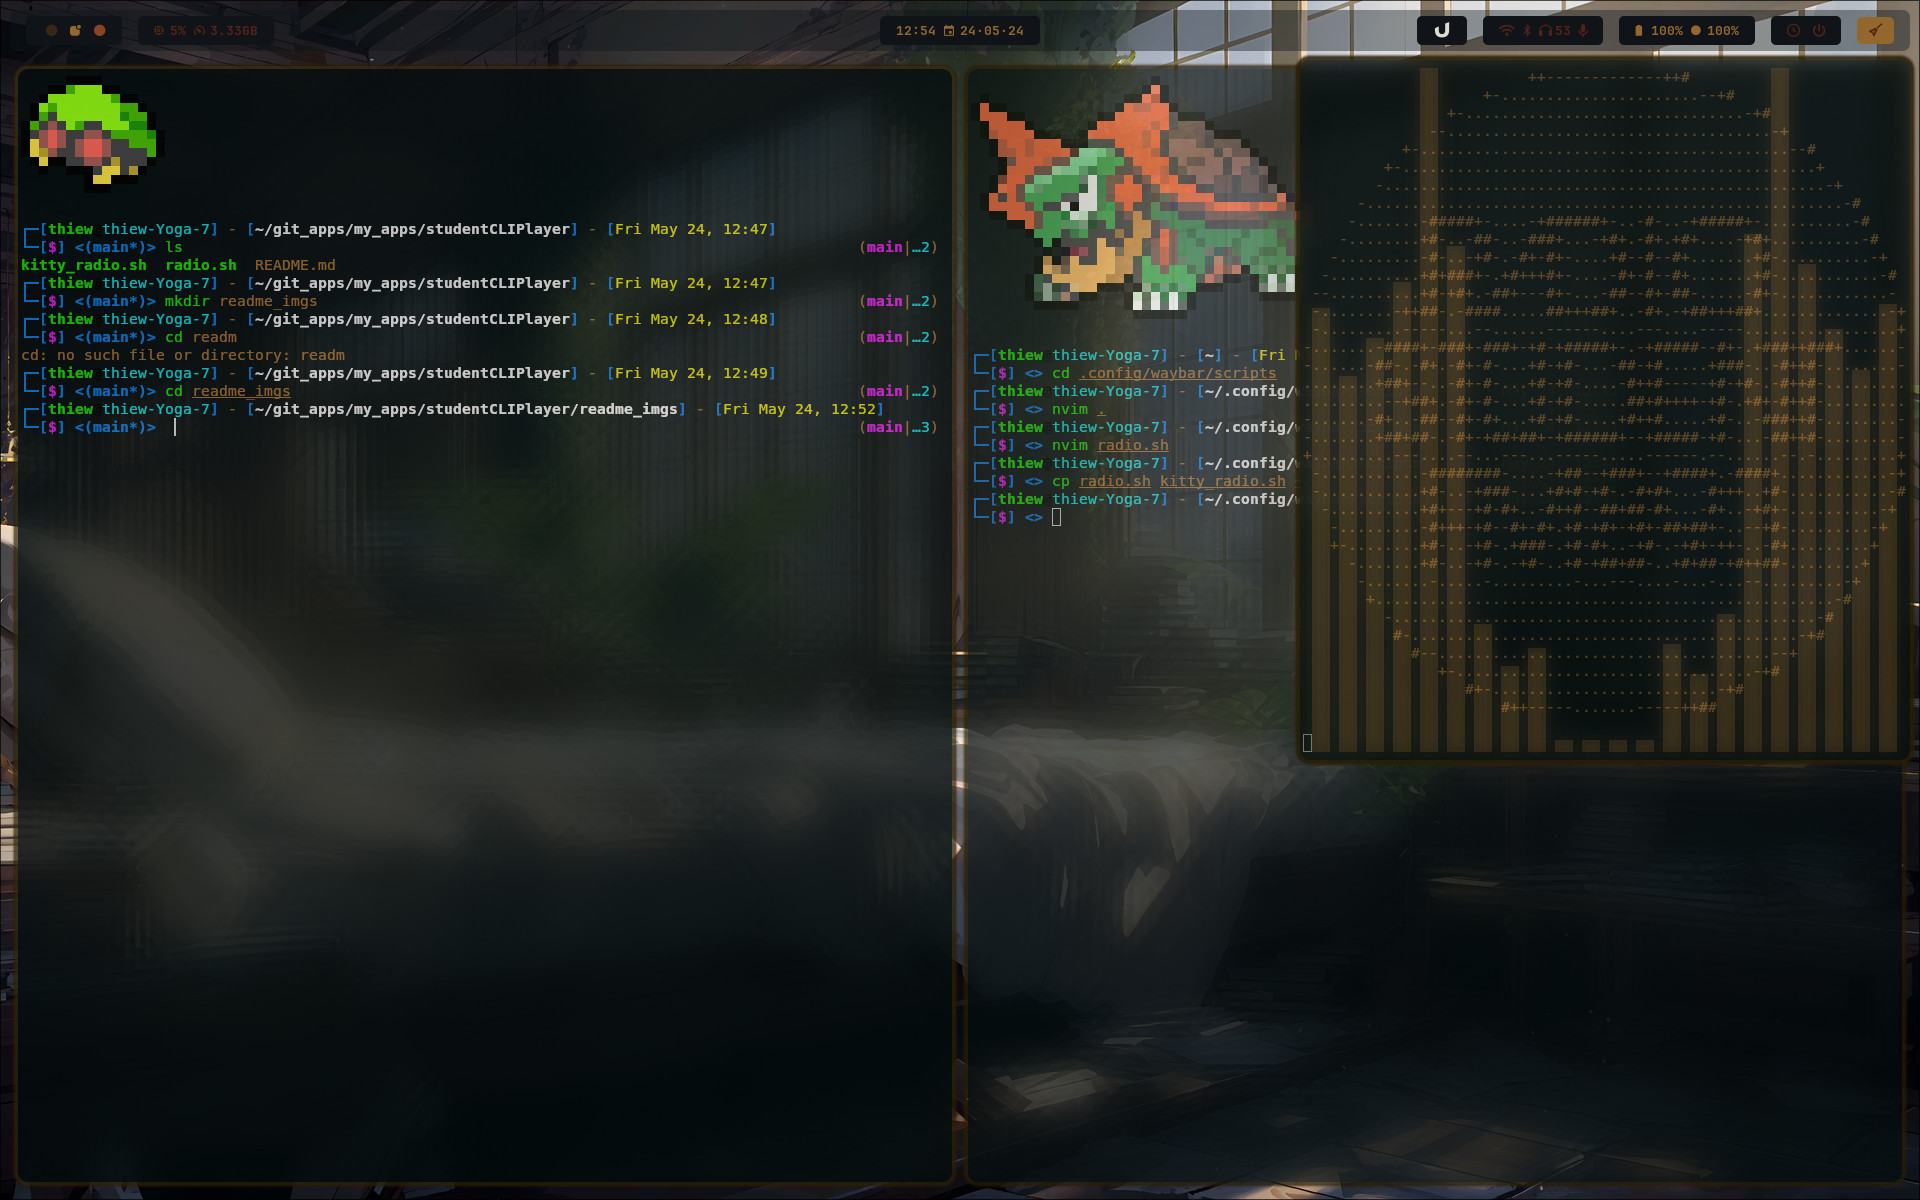 5% 3.33GB
12:54 24·05·24
53
100% 100%
[thiew thiew-Yoga-7] - [~/git_apps/my_apps/studentCLIPlayer] - [Fri May 24, 12:47]
[$] <(main*)> ls (main|…2)
kitty_radio.sh radio.sh README.md
[thiew thiew-Yoga-7] - [~/git_apps/my_apps/studentCLIPlayer] - [Fri May 24, 12:47]
[$] <(main*)> mkdir readme_imgs (main|…2)
[thiew thiew-Yoga-7] - [~/git_apps/my_apps/studentCLIPlayer] - [Fri May 24, 12:48]
[$] <(main*)> cd readm (main|…2)
cd: no such file or directory: readm
[thiew thiew-Yoga-7] - [~/git_apps/my_apps/studentCLIPlayer] - [Fri May 24, 12:49]
[$] <(main*)> cd readme_imgs (main|…2)
[thiew thiew-Yoga-7] - [~/git_apps/my_apps/studentCLIPlayer/readme_imgs] - [Fri May 24, 12:52]
[$] <(main*)> (main|…3)
[thiew thiew-Yoga-7] - [~] - [Fri
[$] <> cd .config/waybar/scripts
[thiew thiew-Yoga-7] - [~/.config/
[$] <> nvim .
[thiew thiew-Yoga-7] - [~/.config/
[$] <> nvim radio.sh
[thiew thiew-Yoga-7] - [~/.config/
[$] <> cp radio.sh kitty_radio.sh
[thiew thiew-Yoga-7] - [~/.config/
[$] <>